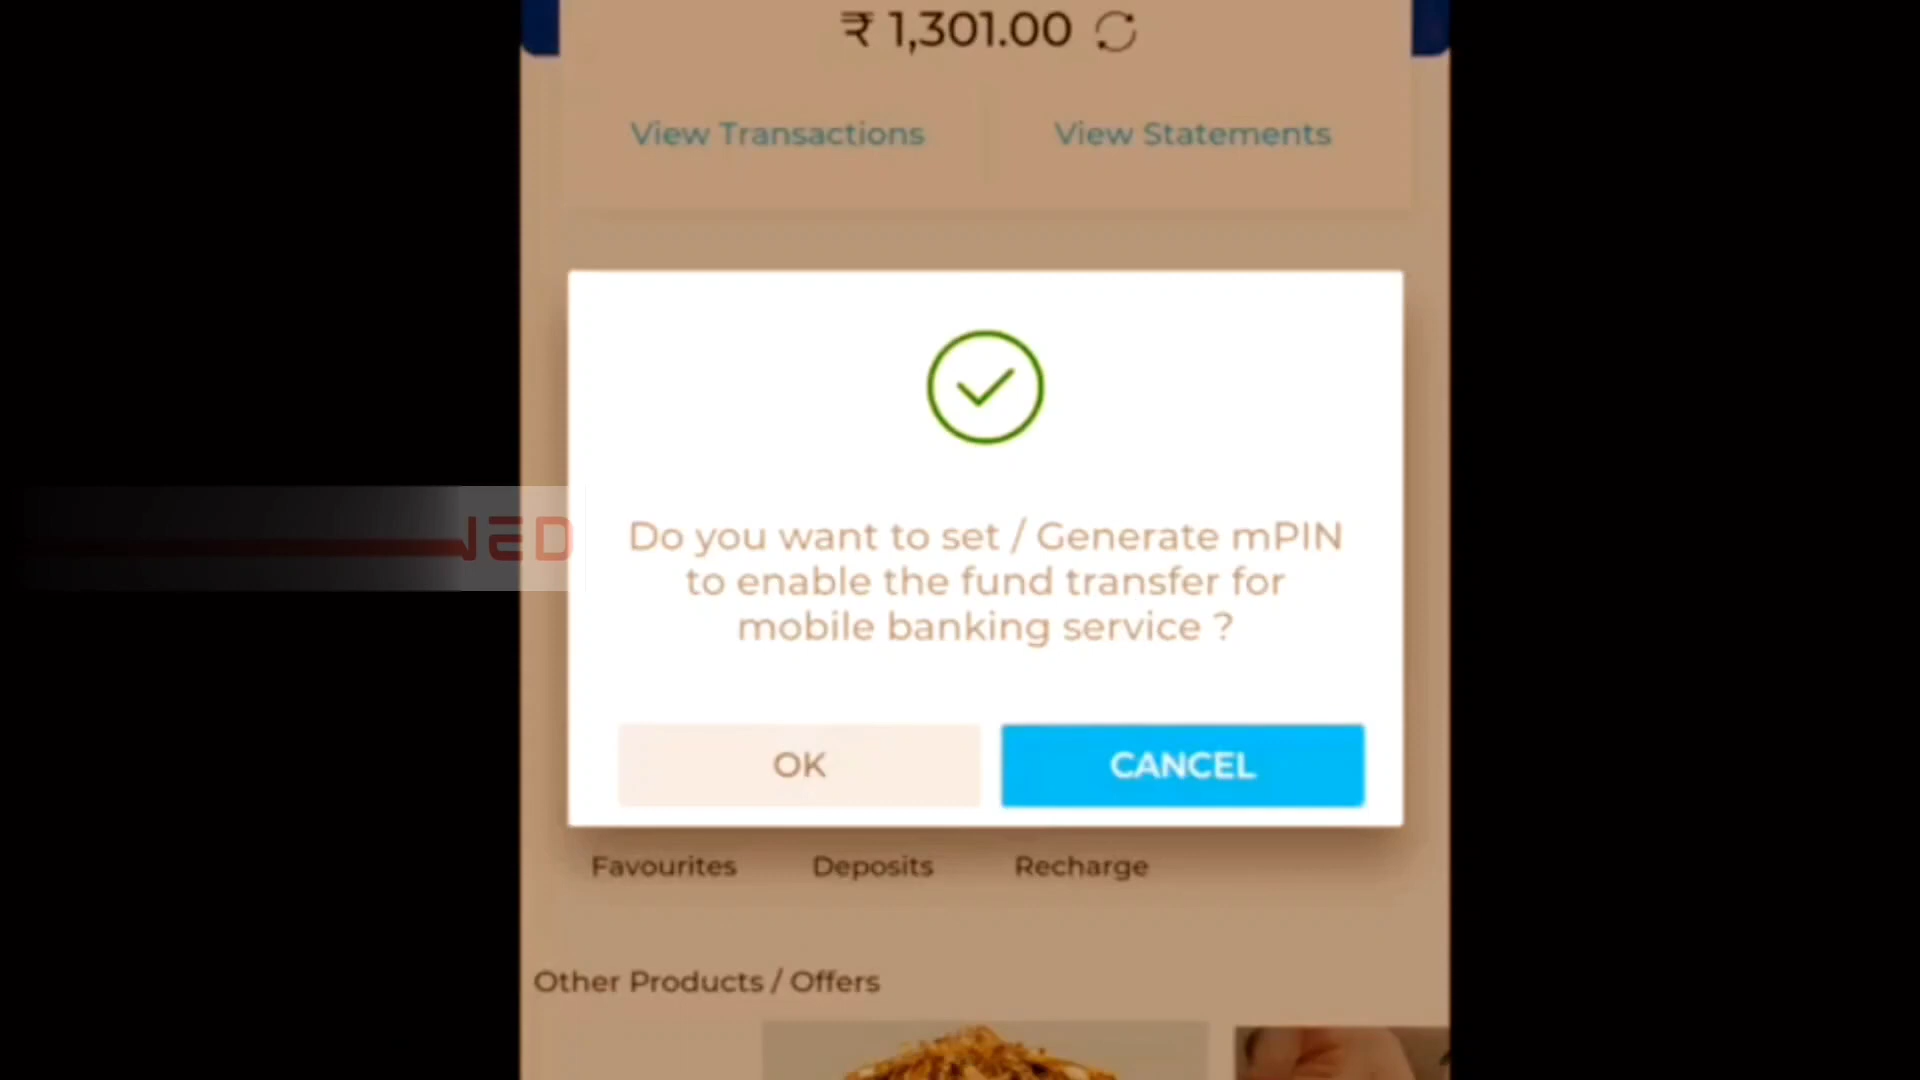 ₹ 1,301.00
View Transactions View Statements
Do you want to set / Generate mPIN
to enable the fund transfer for
mobile banking service ?
OK CANCEL
Favourites Deposits Recharge
Other Products / Offers